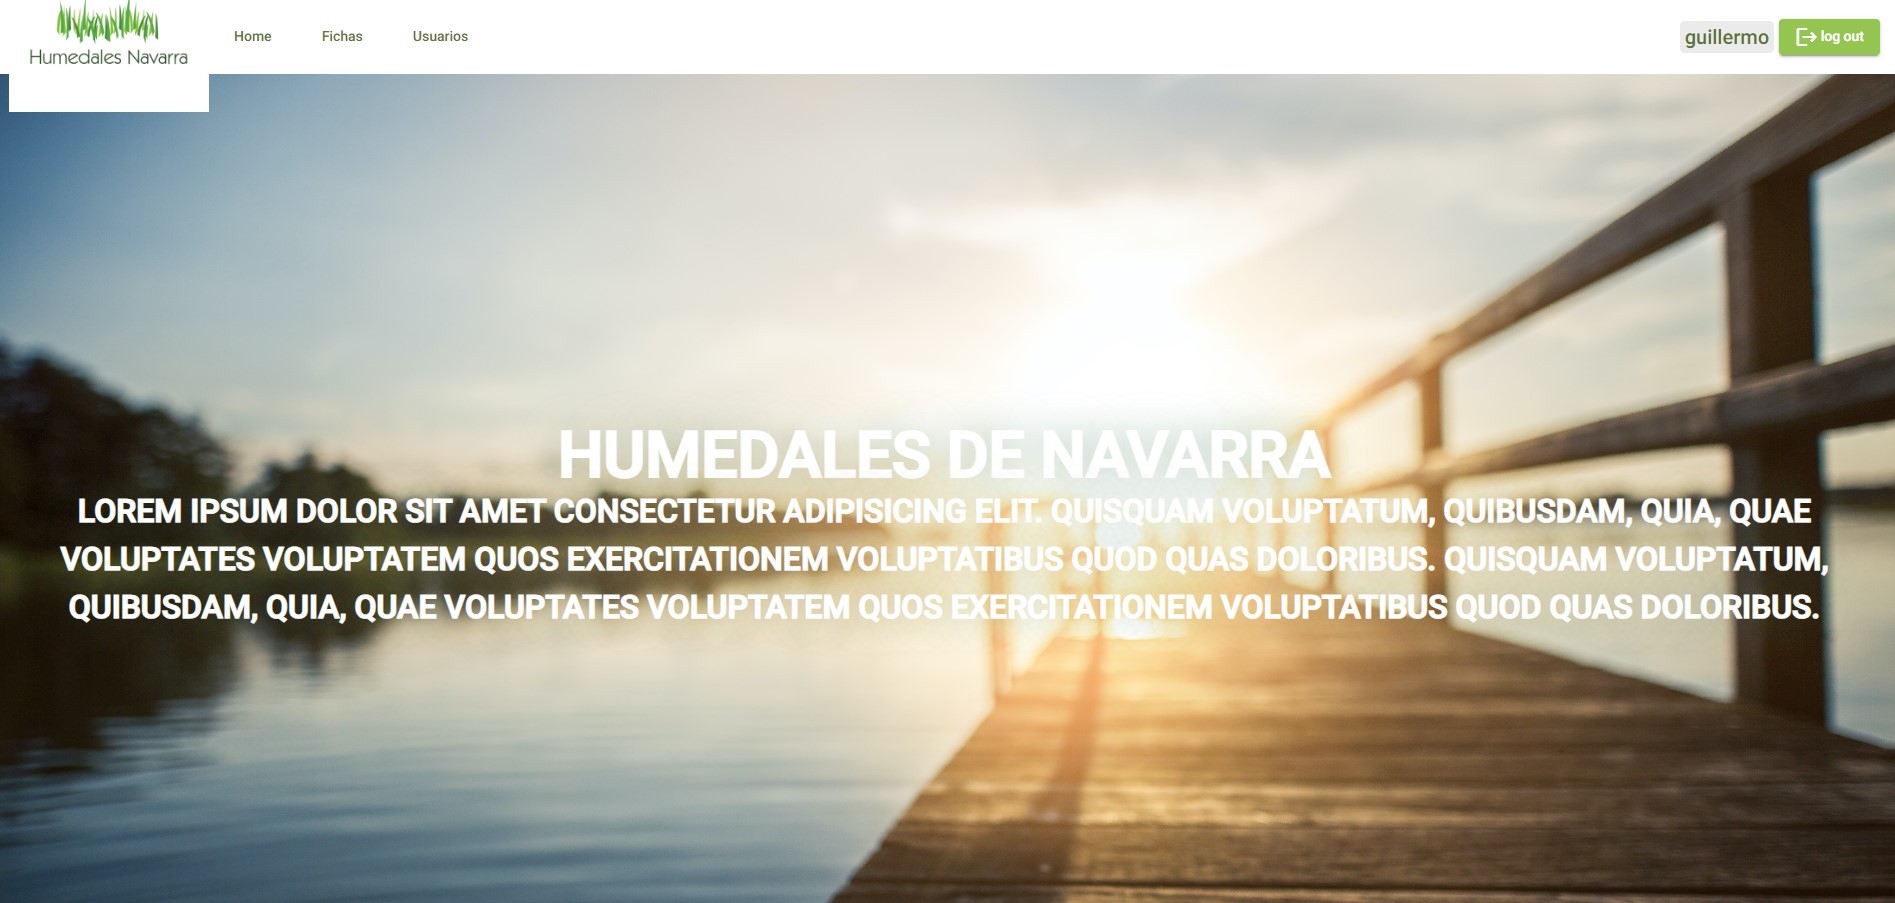 Humedales Navarra
Home
Fichas
Usuarios
guillermo
log out
HUMEDALES DE NAVARRA
LOREM IPSUM DOLOR SIT AMET CONSECTETUR ADIPISICING ELIT. QUISQUAM VOLUPTATUM, QUIBUSDAM, QUIA, QUAE
VOLUPTATES VOLUPTATEM QUOS EXERCITATIONEM VOLUPTATIBUS QUOD QUAS DOLORIBUS. QUISQUAM VOLUPTATUM,
QUIBUSDAM, QUIA, QUAE VOLUPTATES VOLUPTATEM QUOS EXERCITATIONEM VOLUPTATIBUS QUOD QUAS DOLORIBUS.